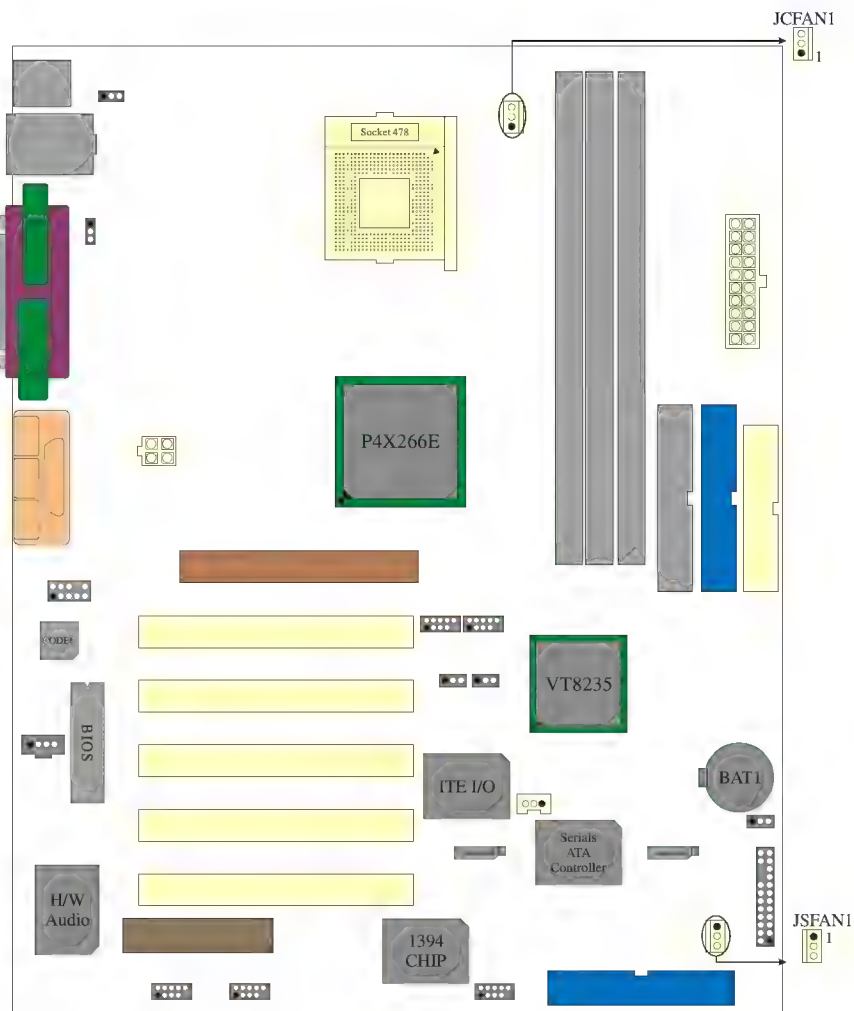 JCFAN1
1
Socket 478
P4X266E
CODEC
VT8235
BIOS
ITE I/O
BAT1
Serials
ATA
Controller
H/W
Audio
1394
CHIP
JSFAN1
1